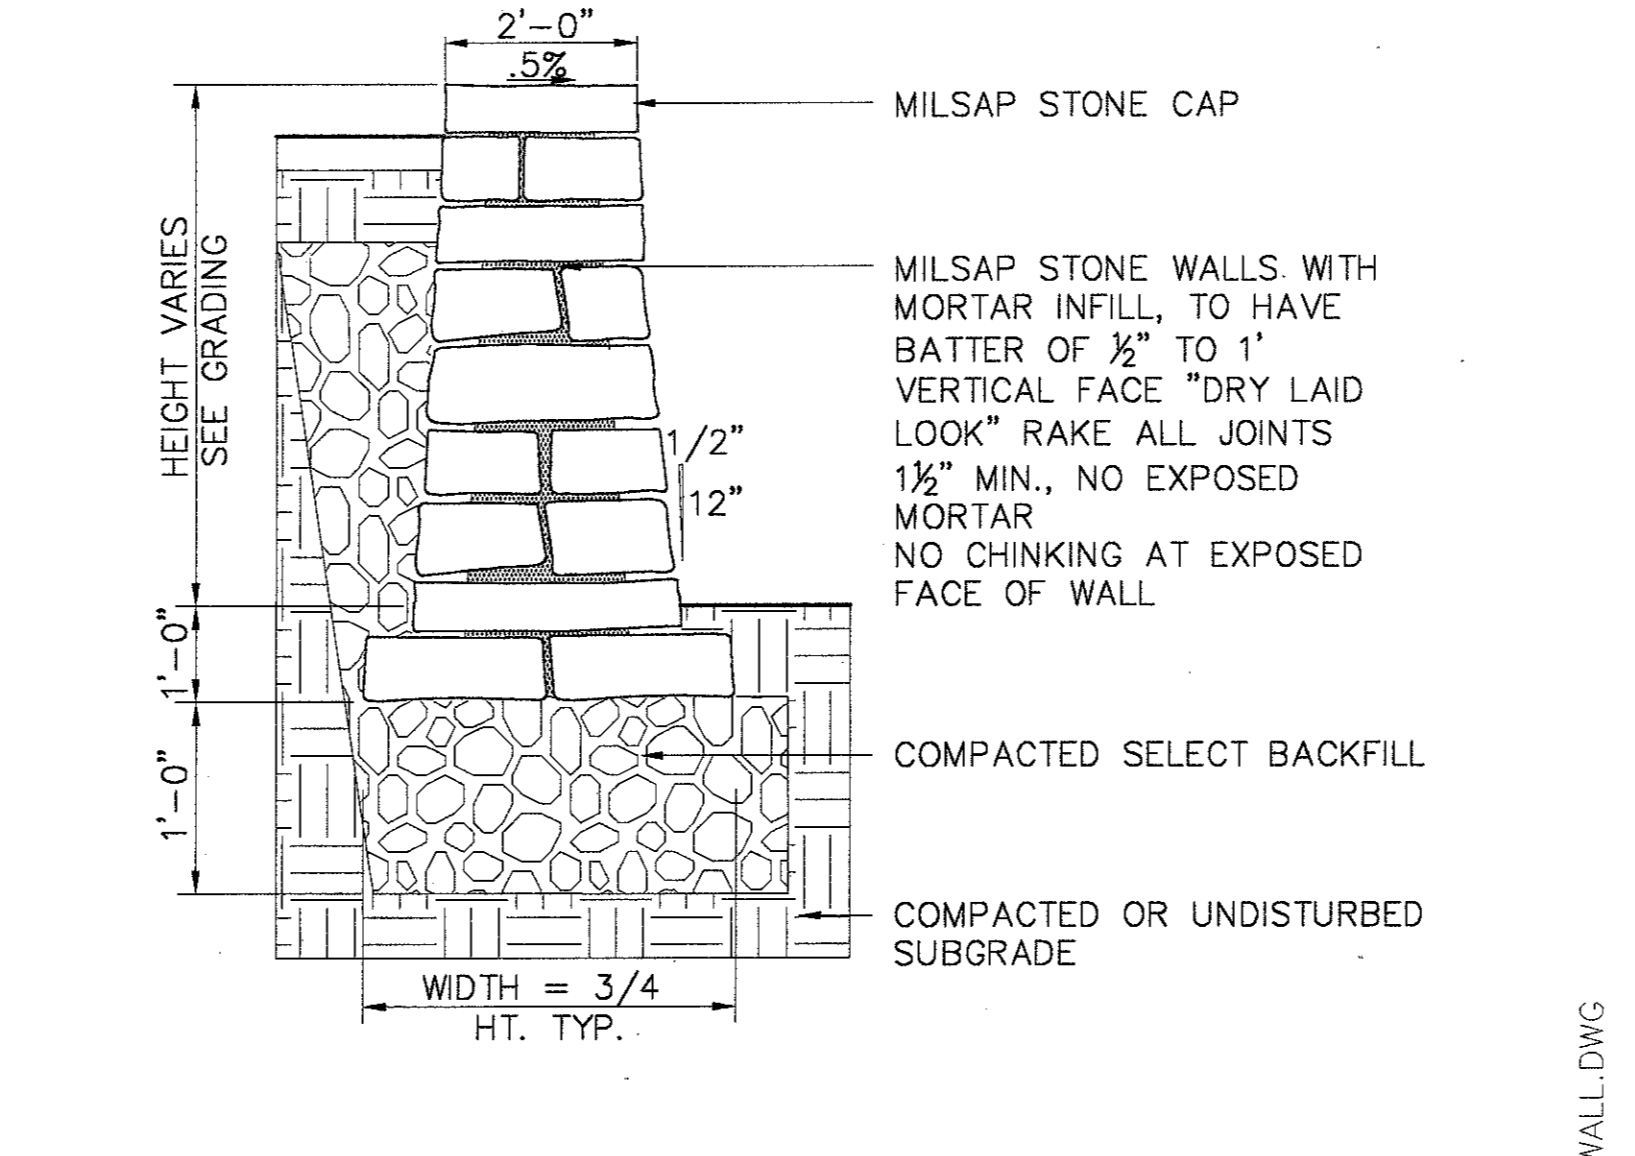 2'-0"
.5%
MILSAP STONE CAP
HEIGHT VARIES
SEE GRADING
MILSAP STONE WALLS WITH
MORTAR INFILL, TO HAVE
BATTER OF ½" TO 1'
VERTICAL FACE "DRY LAID
LOOK" RAKE ALL JOINTS
1½" MIN., NO EXPOSED
MORTAR
NO CHINKING AT EXPOSED
FACE OF WALL
1/2"
12"
1'-0"
1'-0"
COMPACTED SELECT BACKFILL
COMPACTED OR UNDISTURBED
SUBGRADE
WIDTH = 3/4
HT. TYP.
WALL.DWG